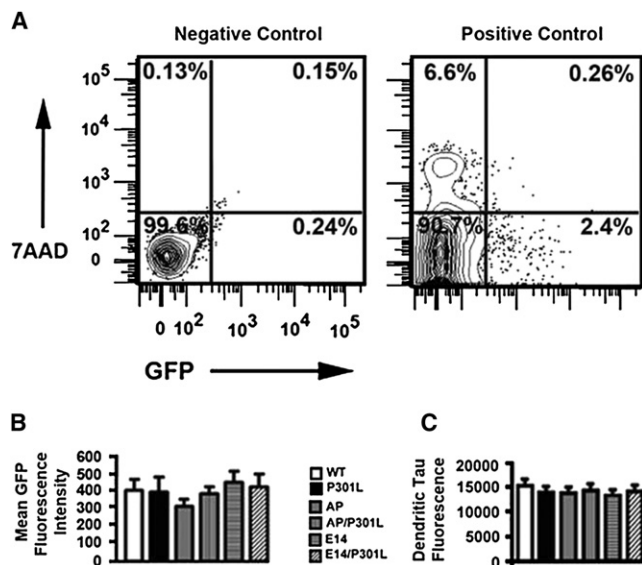 A
Negative Control
Positive Control
10^5
10^4
10^3
10^2
0
7AAD
0.13%
0.15%
99.6%
0.24%
6.6%
0.26%
90.7%
2.4%
0 10^2 10^3 10^4 10^5
GFP
B
Mean GFP
Fluorescence
Intensity
600
500
400
300
200
100
0
WT
P301L
AP
AP/P301L
E14
E14/P301L
C
Dendritic Tau
Fluorescence
20000
15000
10000
5000
0